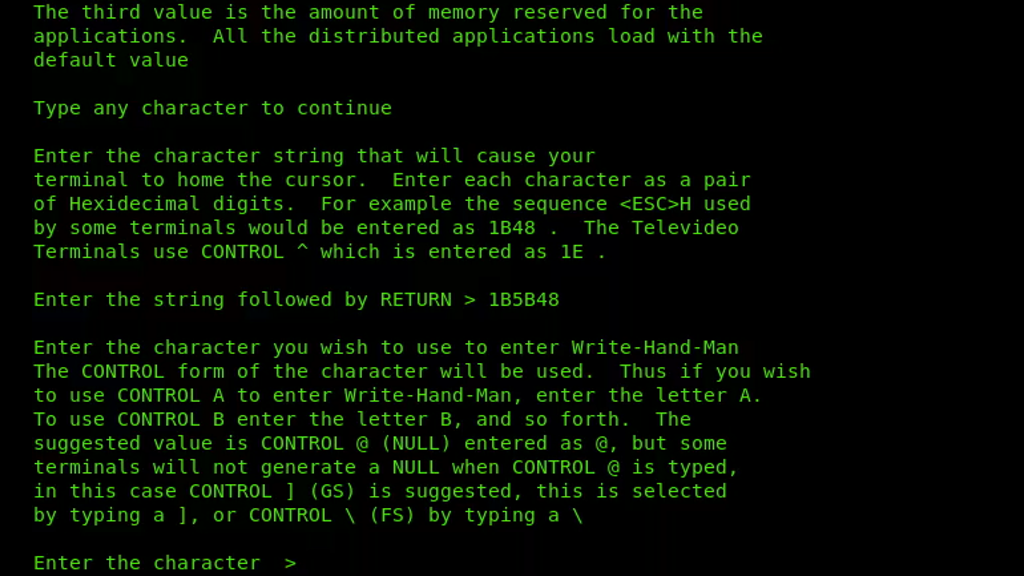 The third value is the amount of memory reserved for the
applications.  All the distributed applications load with the
default value
Type any character to continue
Enter the character string that will cause your
terminal to home the cursor.  Enter each character as a pair
of Hexidecimal digits.  For example the sequence <ESC>H used
by some terminals would be entered as 1B48 .  The Televideo
Terminals use CONTROL ^ which is entered as 1E .
Enter the string followed by RETURN > 1B5B48
Enter the character you wish to use to enter Write-Hand-Man
The CONTROL form of the character will be used.  Thus if you wish
to use CONTROL A to enter Write-Hand-Man, enter the letter A.
To use CONTROL B enter the letter B, and so forth.  The
suggested value is CONTROL @ (NULL) entered as @, but some
terminals will not generate a NULL when CONTROL @ is typed,
in this case CONTROL ] (GS) is suggested, this is selected
by typing a ], or CONTROL \ (FS) by typing a \
Enter the character  >